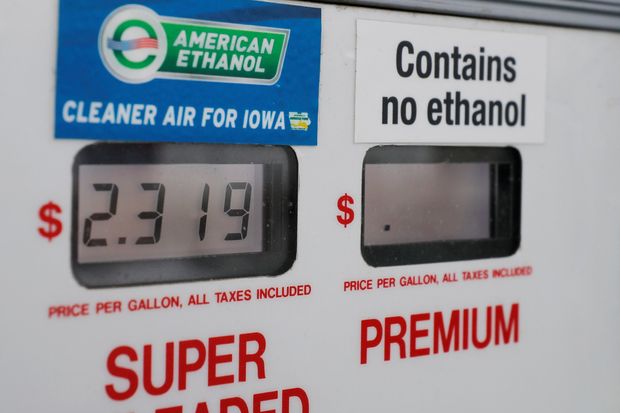 AMERICAN
ETHANOL
CLEANER AIR FOR IOWA
$ 2.319
PRICE PER GALLON, ALL TAXES INCLUDED
SUPER
Contains
no ethanol
$ .
PRICE PER GALLON, ALL TAXES INCLUDED
PREMIUM